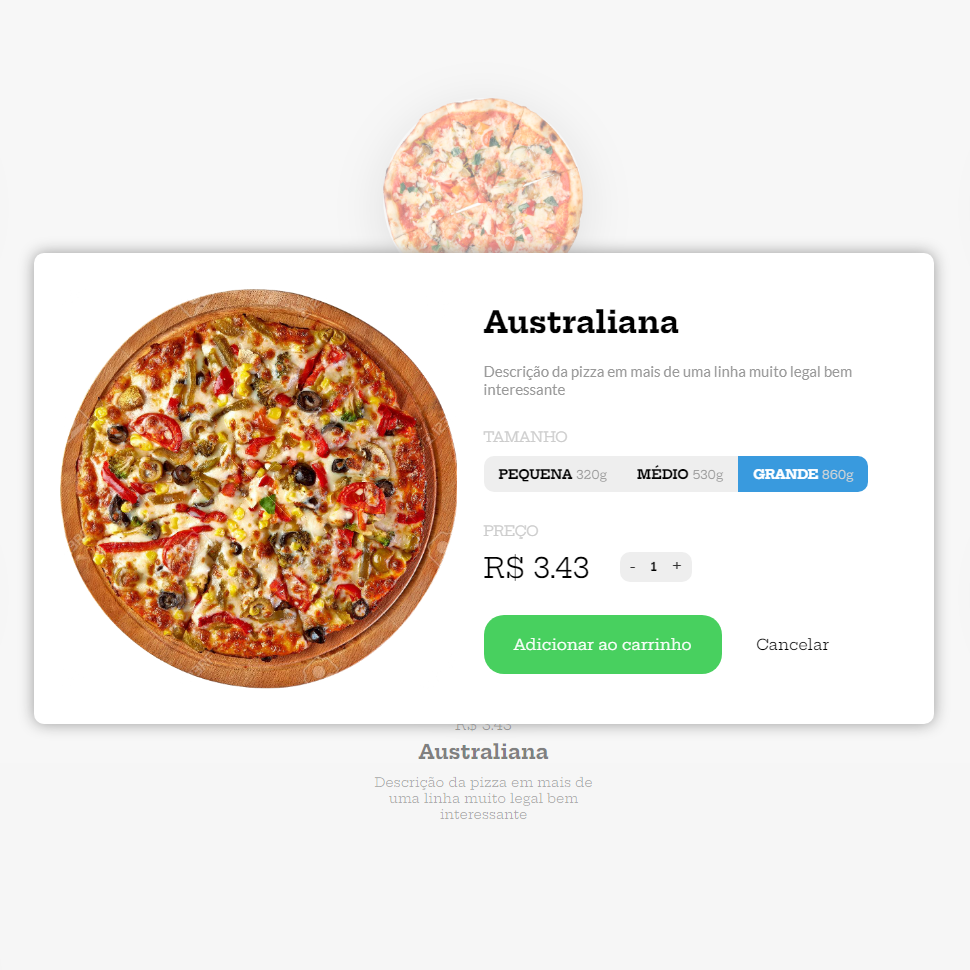 Australiana
Descrição da pizza em mais de uma linha muito legal bem
interessante
TAMANHO
PEQUENA 320g MÉDIO 530g GRANDE 860g
PREÇO
R$ 3.43 - 1 +
Adicionar ao carrinho Cancelar
R$ 3.43
Australiana
Descrição da pizza em mais de
uma linha muito legal bem
interessante